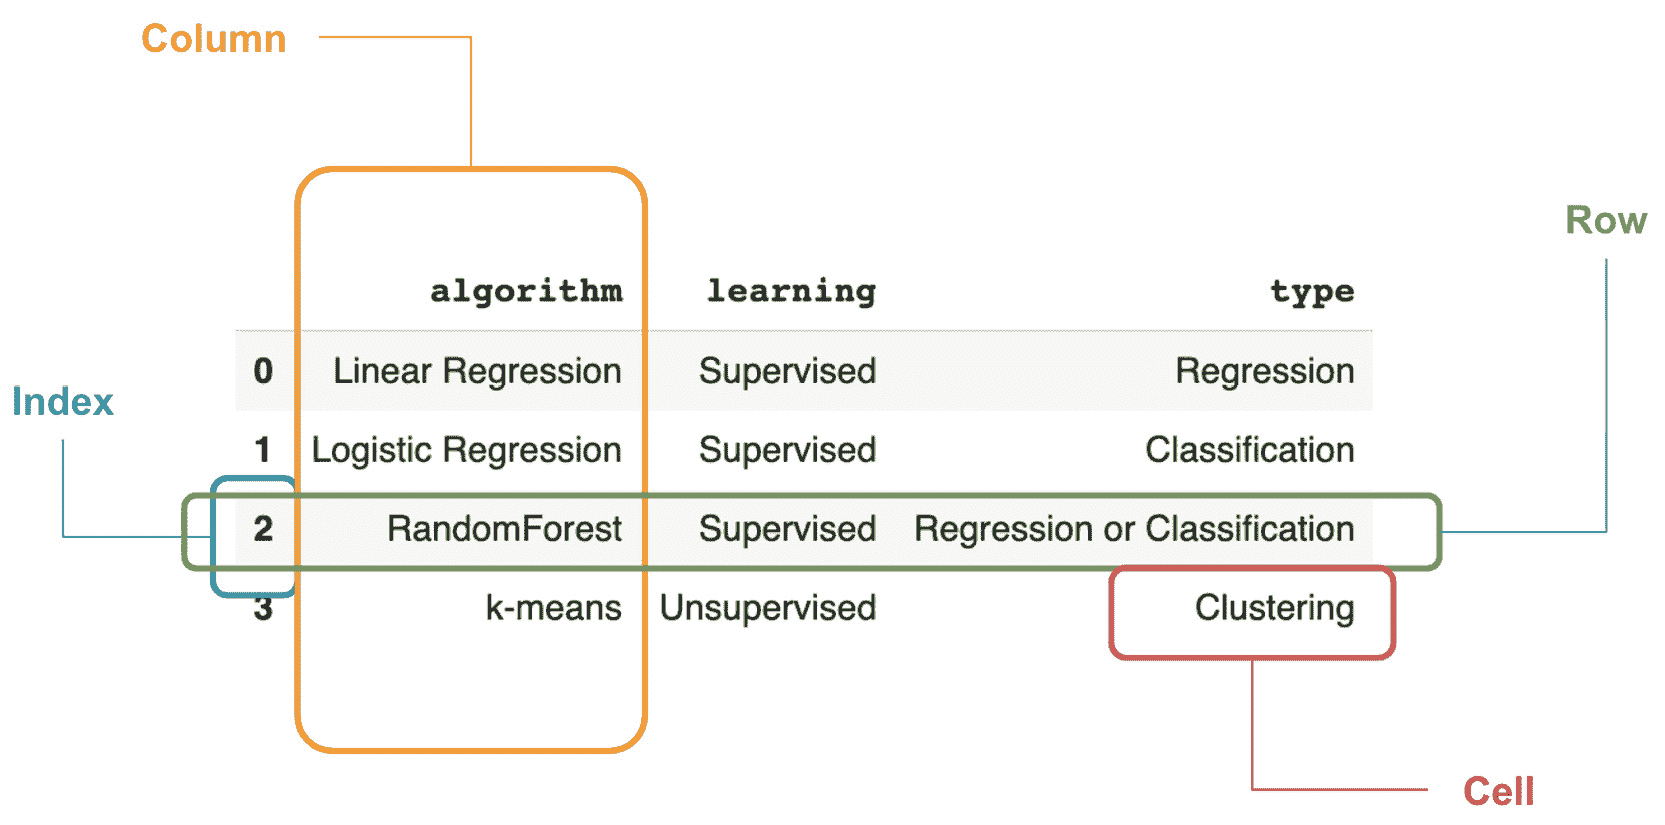 Column
Row
algorithm learning type
0 Linear Regression Supervised Regression
Index
1 Logistic Regression Supervised Classification
2 RandomForest Supervised Regression or Classification
3 k-means Unsupervised Clustering
Cell